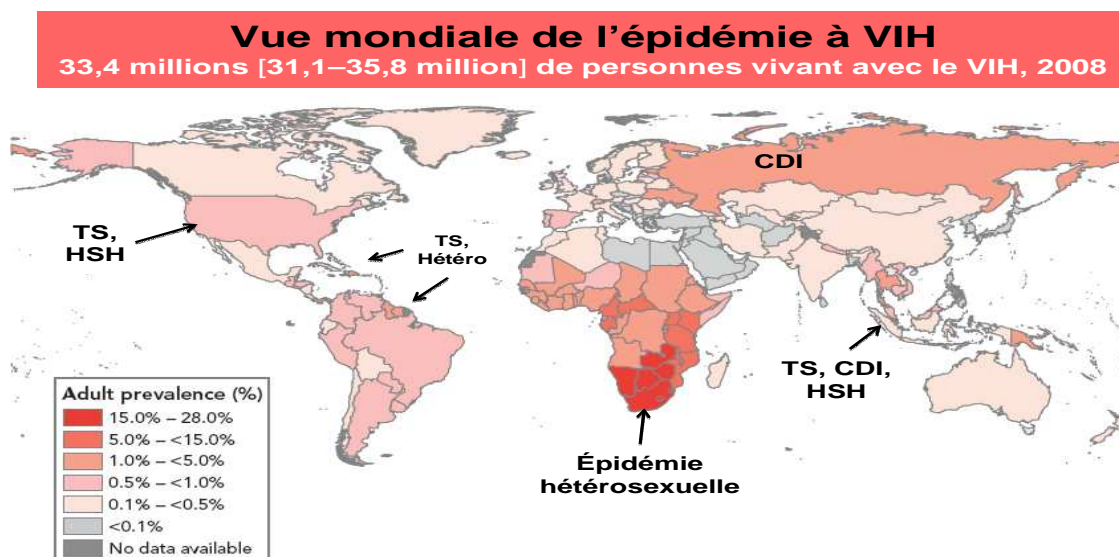 Vue mondiale de l’épidémie à VIH
33,4 millions [31,1–35,8 million] de personnes vivant avec le VIH, 2008
CDI
TS,
HSH
TS,
Hétéro
TS, CDI,
HSH
Épidémie
hétérosexuelle
Adult prevalence (%)
15.0% – 28.0%
5.0% – <15.0%
1.0% – <5.0%
0.5% – <1.0%
0.1% – <0.5%
<0.1%
No data available